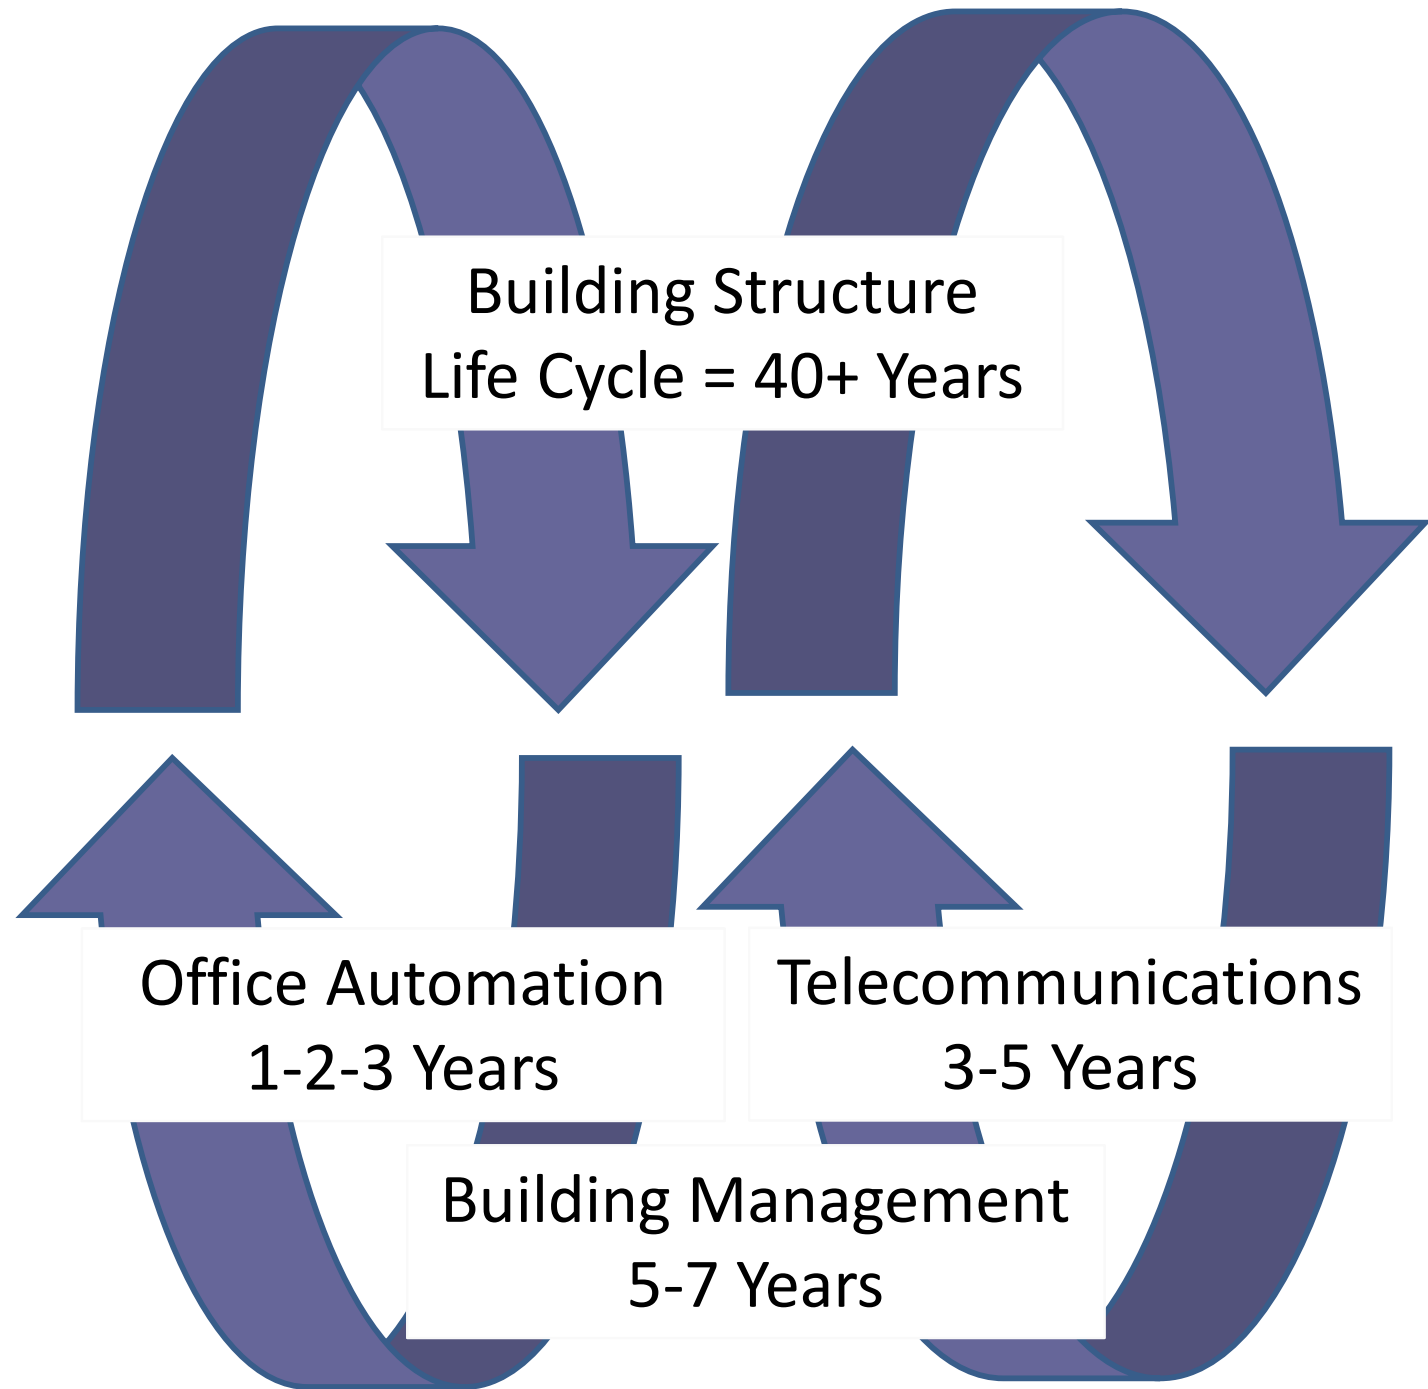 Building Structure
Life Cycle = 40+ Years
Office Automation
1-2-3 Years
Telecommunications
3-5 Years
Building Management
5-7 Years